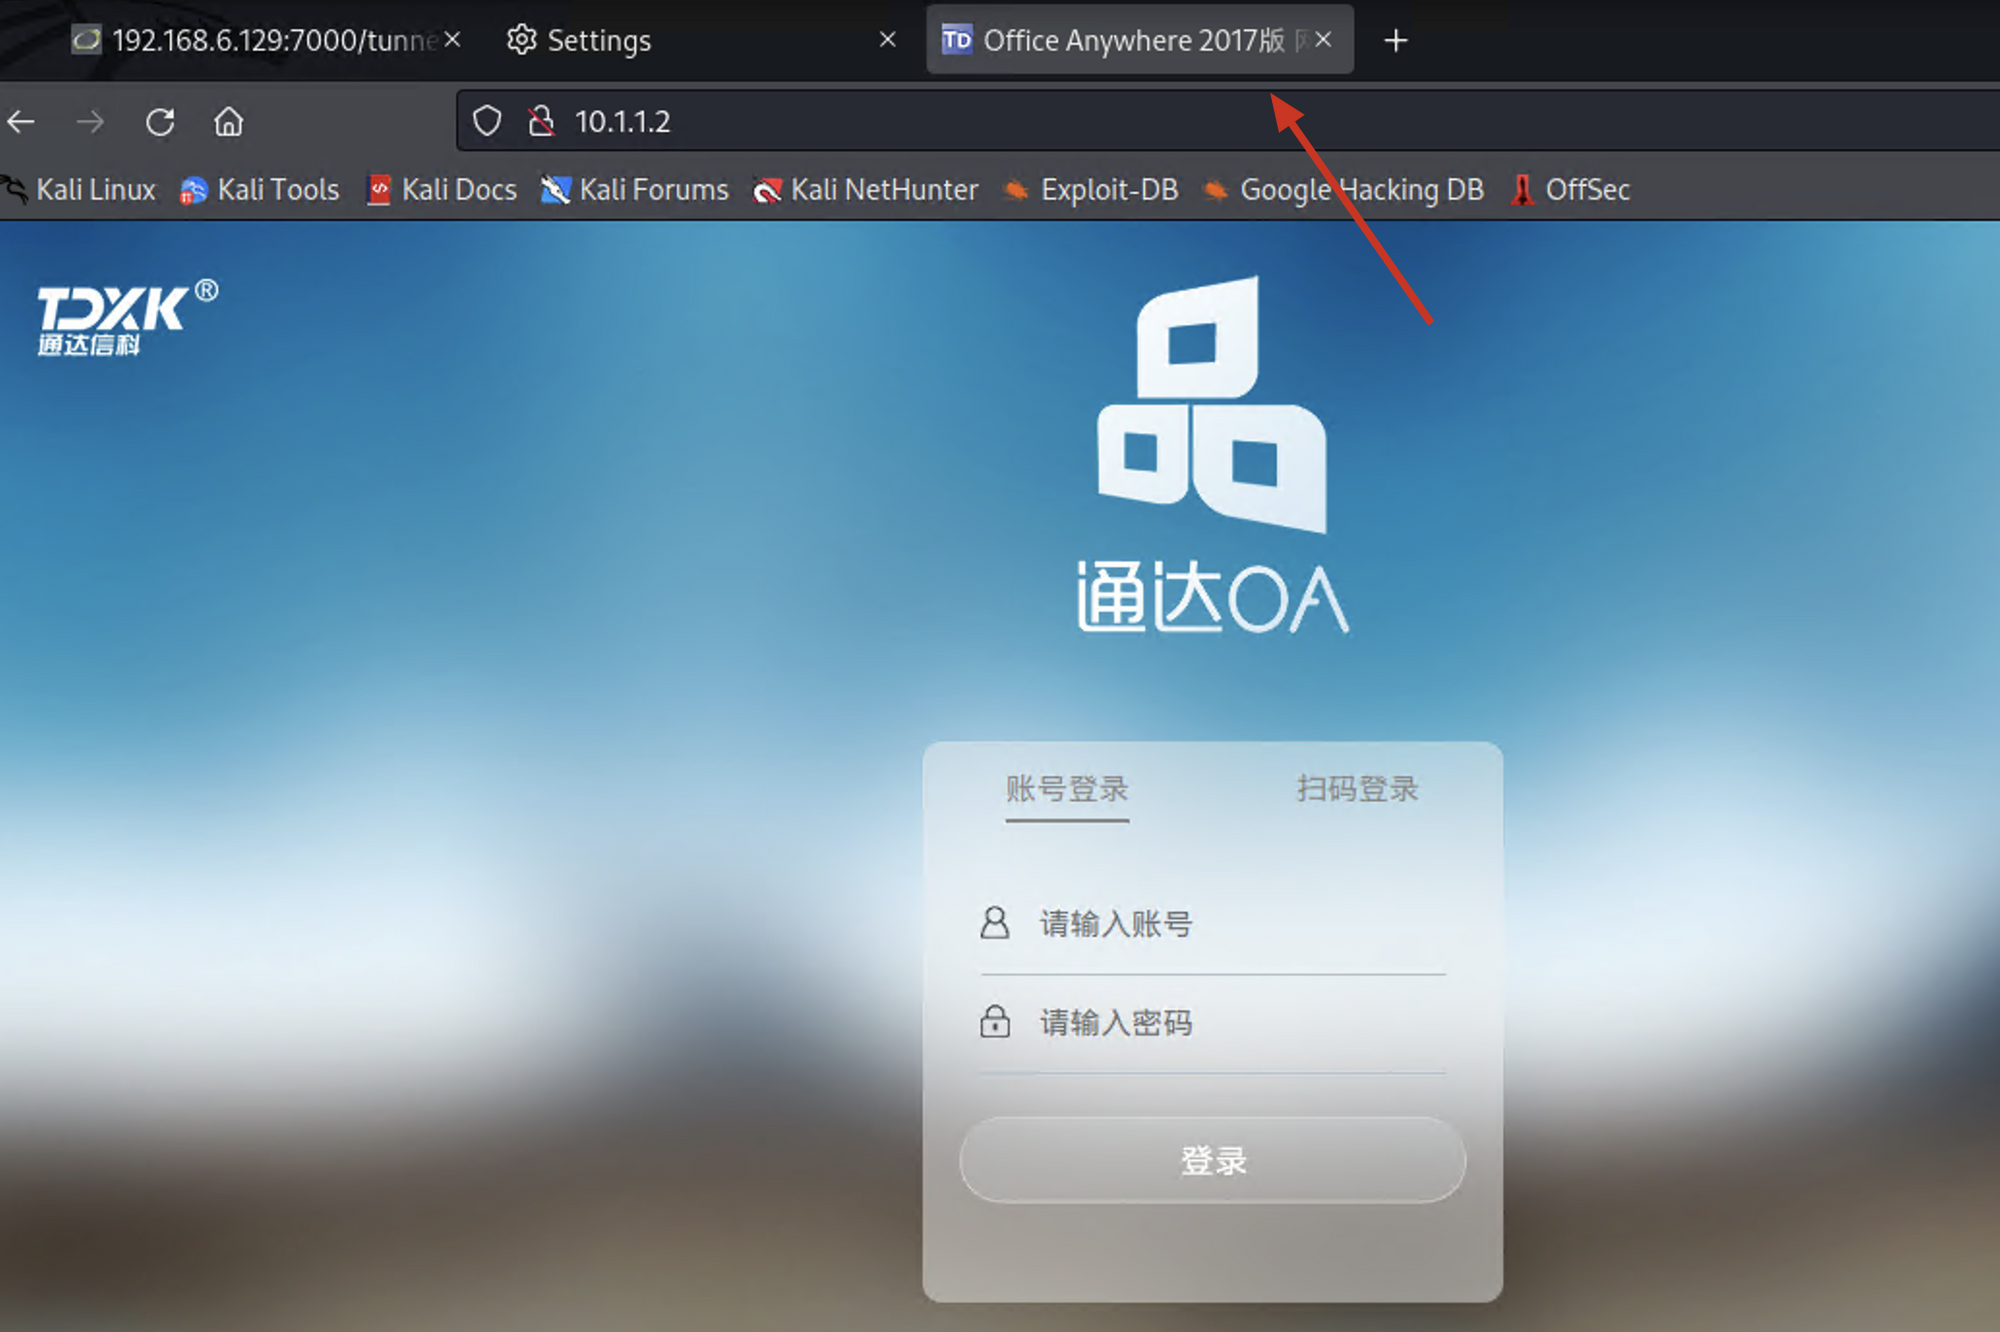 192.168.6.129:7000/tunne
Settings
TD Office Anywhere 2017版
10.1.1.2
Kali Linux
Kali Tools
Kali Docs
Kali Forums
Kali NetHunter
Exploit-DB
Google Hacking DB
OffSec
TDXK®
通达信科
通达OA
账号登录
扫码登录
请输入账号
请输入密码
登录